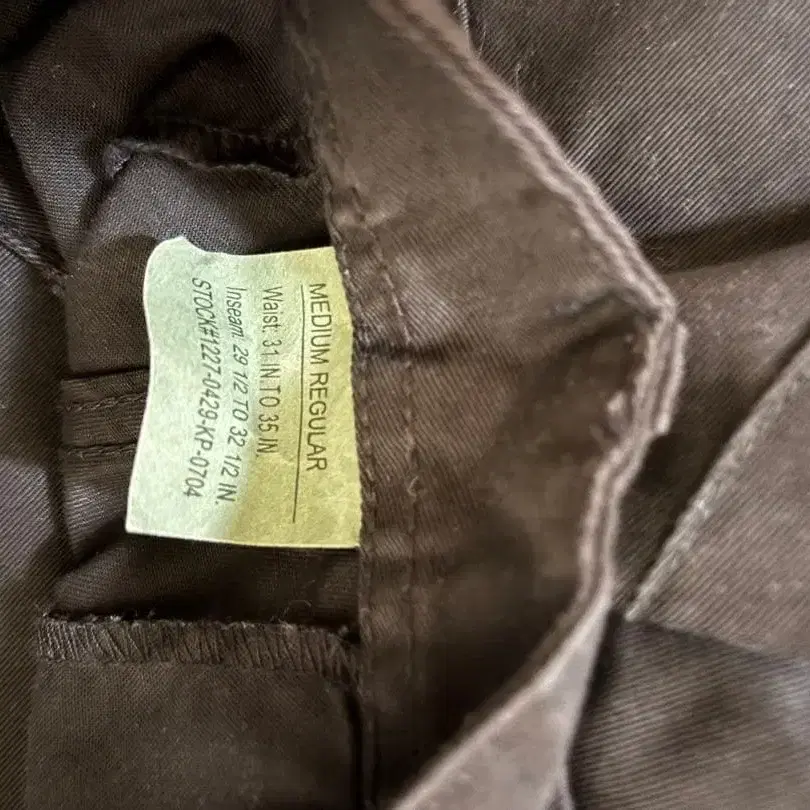 MEDIUM REGULAR
Waist: 31 IN.TO 35 IN.
Inseam. 29 1/2 TO 32 1/2 IN.
STOCK#1227-0429-KP-0704